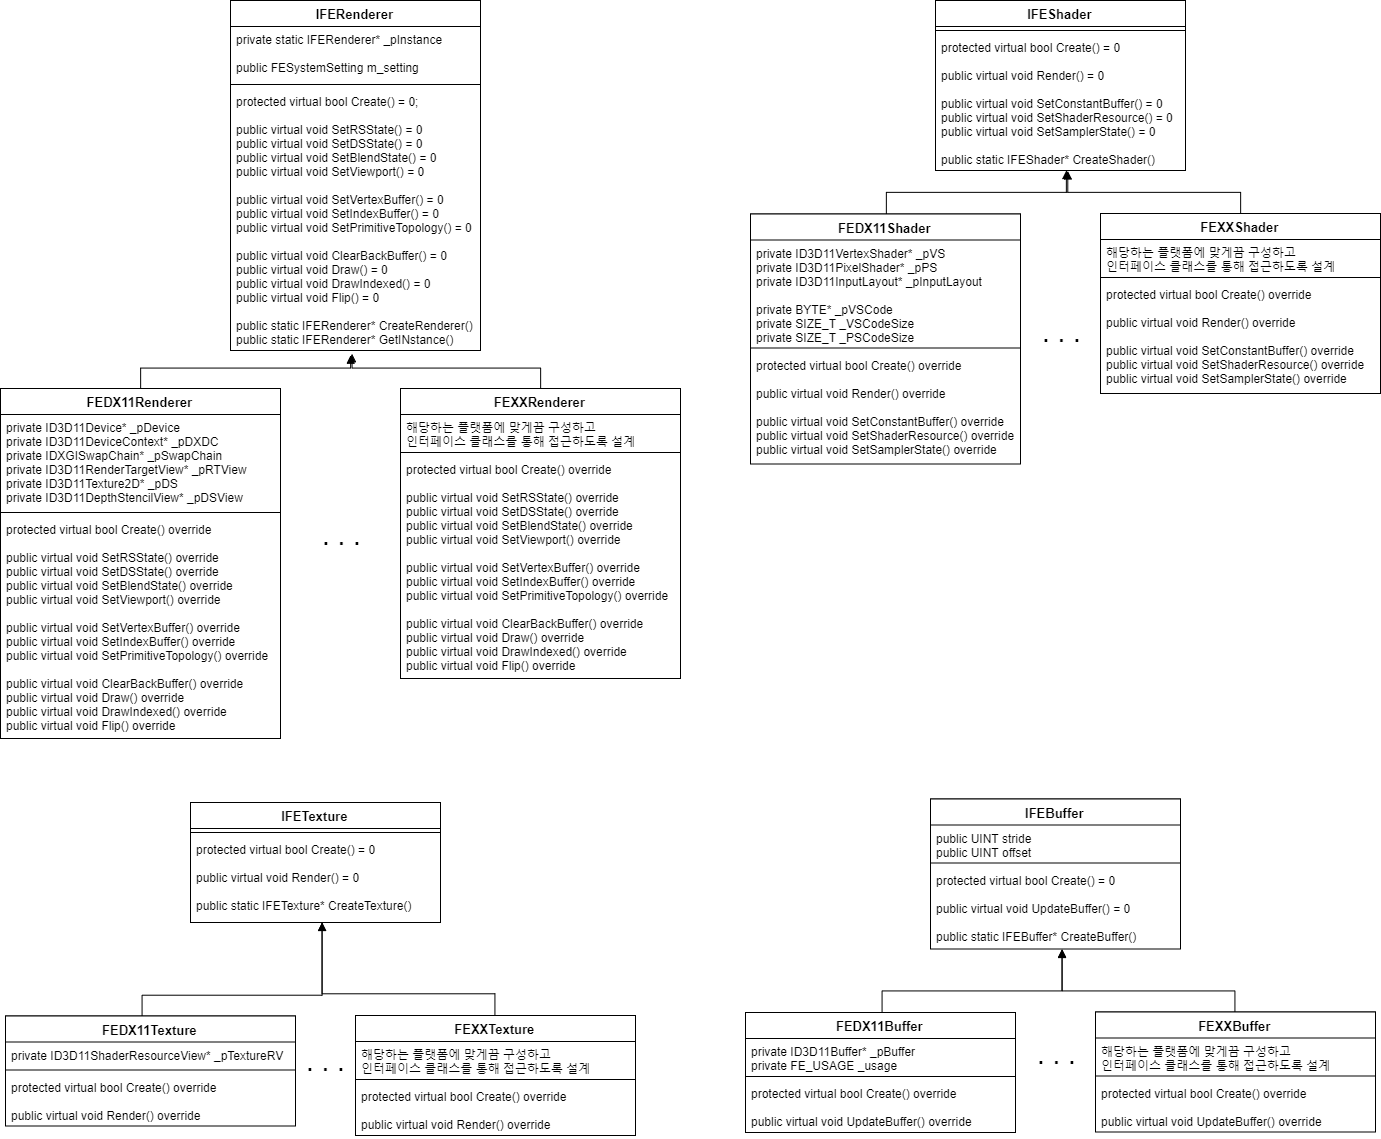 IFERenderer
private static IFERenderer* _pInstance
public FESystemSetting m_setting
protected virtual bool Create() = 0;
public virtual void SetRSState() = 0
public virtual void SetDSState() = 0
public virtual void SetBlendState() = 0
public virtual void SetViewport() = 0
public virtual void SetVertexBuffer() = 0
public virtual void SetIndexBuffer() = 0
public virtual void SetPrimitiveTopology() = 0
public virtual void ClearBackBuffer() = 0
public virtual void Draw() = 0
public virtual void DrawIndexed() = 0
public virtual void Flip() = 0
public static IFERenderer* CreateRenderer()
public static IFERenderer* GetINstance()
FEDX11Renderer
private ID3D11Device* _pDevice
private ID3D11DeviceContext* _pDXDC
private IDXGISwapChain* _pSwapChain
private ID3D11RenderTargetView* _pRTView
private ID3D11Texture2D* _pDS
private ID3D11DepthStencilView* _pDSView
protected virtual bool Create() override
public virtual void SetRSState() override
public virtual void SetDSState() override
public virtual void SetBlendState() override
public virtual void SetViewport() override
public virtual void SetVertexBuffer() override
public virtual void SetIndexBuffer() override
public virtual void SetPrimitiveTopology() override
public virtual void ClearBackBuffer() override
public virtual void Draw() override
public virtual void DrawIndexed() override
public virtual void Flip() override
. . .
FEXXRenderer
해당하는 플랫폼에 맞게끔 구성하고
인터페이스 클래스를 통해 접근하도록 설계
protected virtual bool Create() override
public virtual void SetRSState() override
public virtual void SetDSState() override
public virtual void SetBlendState() override
public virtual void SetViewport() override
public virtual void SetVertexBuffer() override
public virtual void SetIndexBuffer() override
public virtual void SetPrimitiveTopology() override
public virtual void ClearBackBuffer() override
public virtual void Draw() override
public virtual void DrawIndexed() override
public virtual void Flip() override
IFEShader
protected virtual bool Create() = 0
public virtual void Render() = 0
public virtual void SetConstantBuffer() = 0
public virtual void SetShaderResource() = 0
public virtual void SetSamplerState() = 0
public static IFEShader* CreateShader()
FEDX11Shader
private ID3D11VertexShader* _pVS
private ID3D11PixelShader* _pPS
private ID3D11InputLayout* _pInputLayout
private BYTE* _pVSCode
private SIZE_T _VSCodeSize
private SIZE_T _PSCodeSize
protected virtual bool Create() override
public virtual void Render() override
public virtual void SetConstantBuffer() override
public virtual void SetShaderResource() override
public virtual void SetSamplerState() override
. . .
FEXXShader
해당하는 플랫폼에 맞게끔 구성하고
인터페이스 클래스를 통해 접근하도록 설계
protected virtual bool Create() override
public virtual void Render() override
public virtual void SetConstantBuffer() override
public virtual void SetShaderResource() override
public virtual void SetSamplerState() override
IFETexture
protected virtual bool Create() = 0
public virtual void Render() = 0
public static IFETexture* CreateTexture()
FEDX11Texture
private ID3D11ShaderResourceView* _pTextureRV
protected virtual bool Create() override
public virtual void Render() override
. . .
FEXXTexture
해당하는 플랫폼에 맞게끔 구성하고
인터페이스 클래스를 통해 접근하도록 설계
protected virtual bool Create() override
public virtual void Render() override
IFEBuffer
public UINT stride
public UINT offset
protected virtual bool Create() = 0
public virtual void UpdateBuffer() = 0
public static IFEBuffer* CreateBuffer()
FEDX11Buffer
private ID3D11Buffer* _pBuffer
private FE_USAGE _usage
protected virtual bool Create() override
public virtual void UpdateBuffer() override
. . .
FEXXBuffer
해당하는 플랫폼에 맞게끔 구성하고
인터페이스 클래스를 통해 접근하도록 설계
protected virtual bool Create() override
public virtual void UpdateBuffer() override